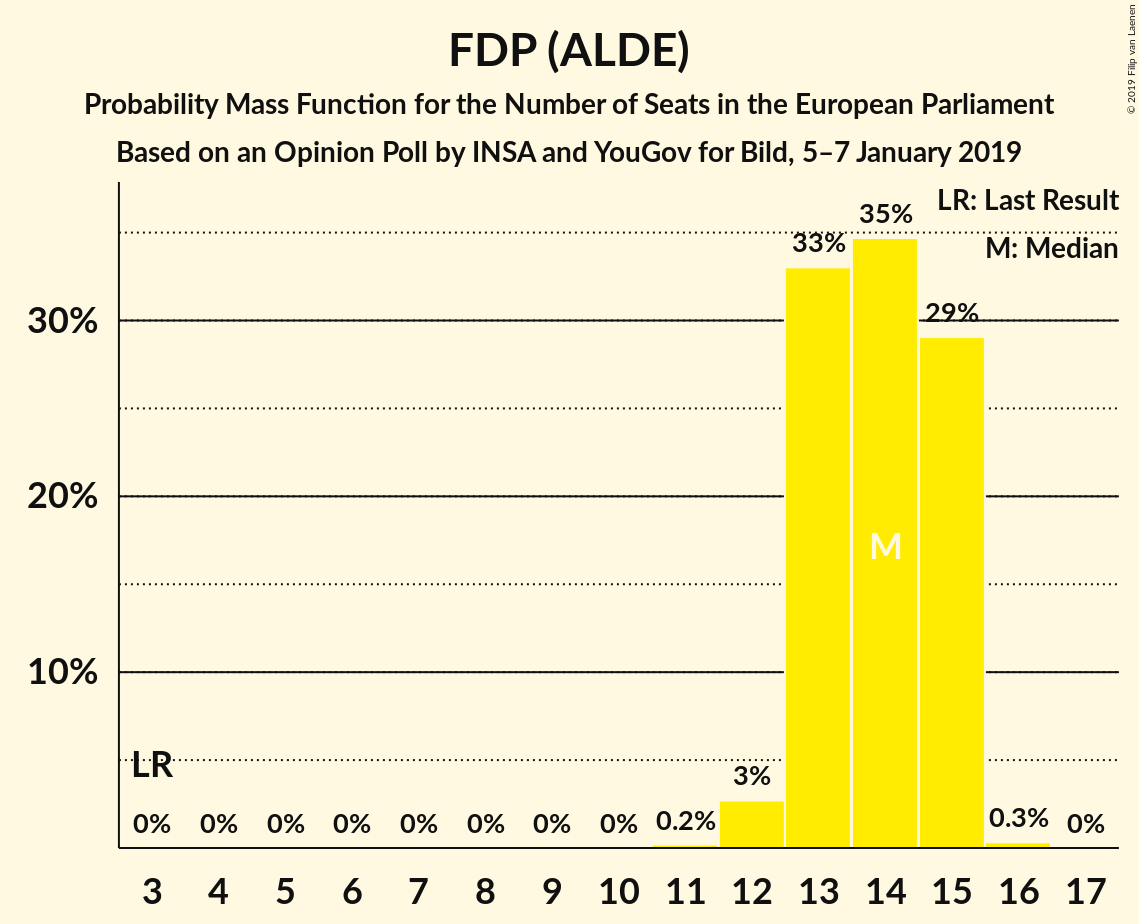 FDP (ALDE)
Probability Mass Function for the Number of Seats in the European Parliament
Based on an Opinion Poll by INSA and YouGov for Bild, 5–7 January 2019
© 2019 Filip van Laenen
LR: Last Result
M: Median
30%
20%
10%
LR
0% 0% 0% 0% 0% 0% 0% 0% 0.2% 3% 33% 35% 29% 0.3% 0%
M
3 4 5 6 7 8 9 10 11 12 13 14 15 16 17